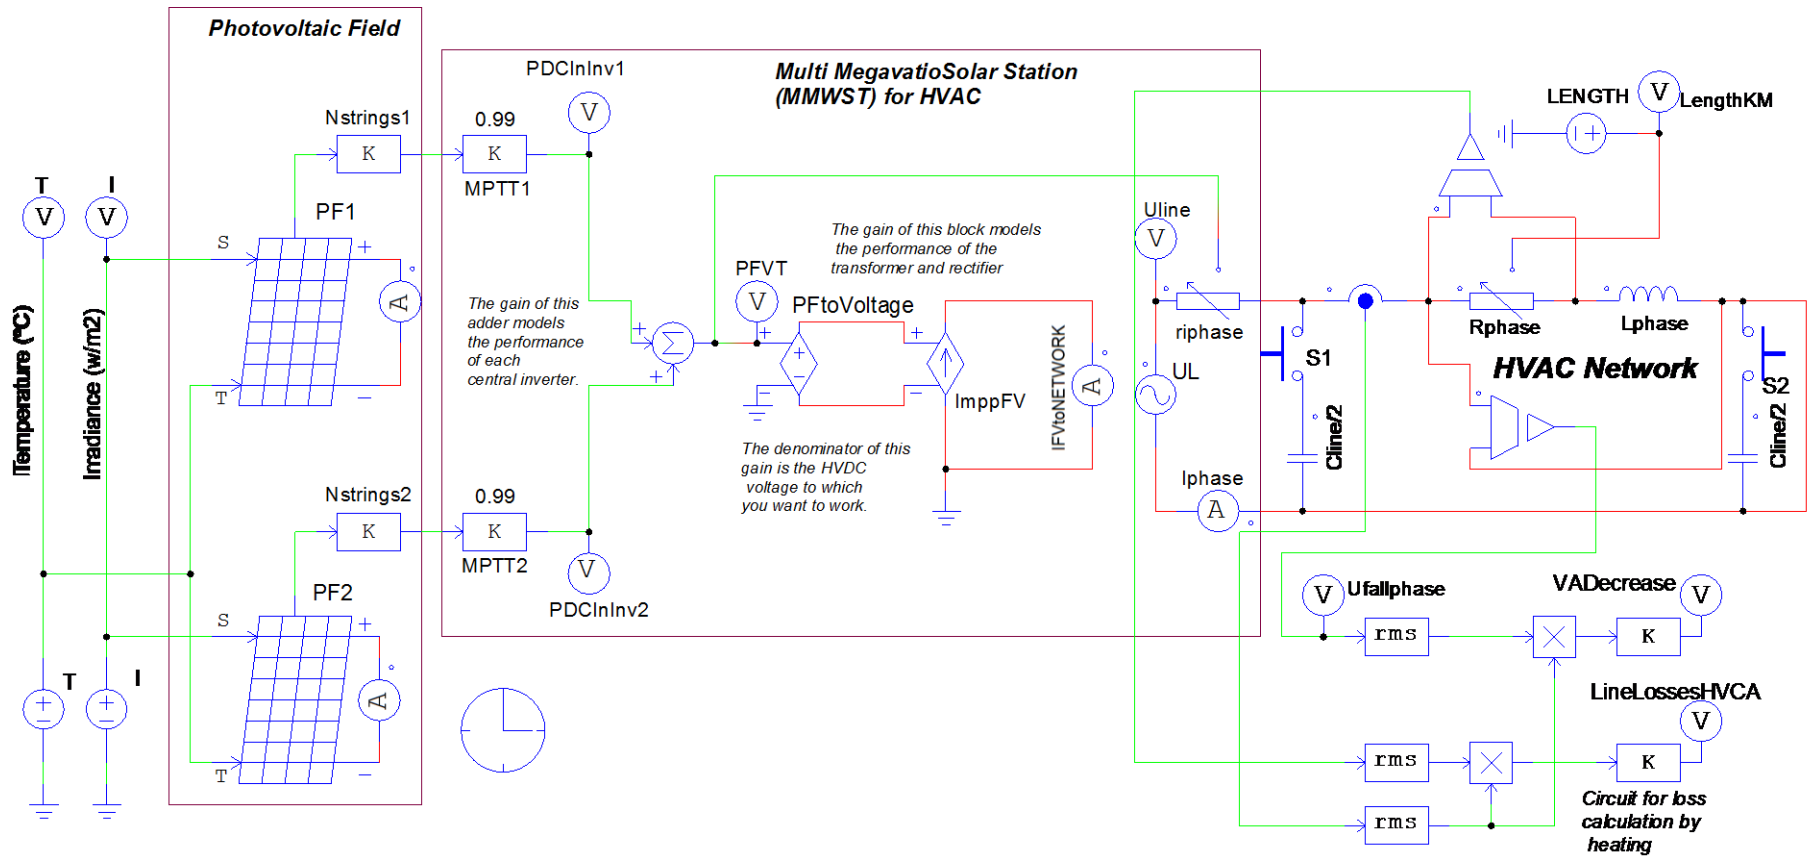 Photovoltaic Field
Multi MegavatioSolar Station
(MMWST) for HVAC
PDCInInv1
V
Nstrings1
K
0.99
K
MPTT1
LENGTH
V
LengthKM
T
V
I
V
PF1
S
+
A
T
−
Temperature (ºC)
Irradiance (w/m2)
The gain of this
adder models
the performance
of each
central inverter.
+
+
Σ
PFVT
V
The gain of this block models
the performance of the
transformer and rectifier
PFtoVoltage
+
+
−
−
+
−
ImppFV
IFVtoNETWORK
A
The denominator of this
gain is the HVDC
voltage to which
you want to work.
Uline
V
riphase
UL
Iphase
A
S1
Cline/2
Rphase
Lphase
HVAC Network
S2
Cline/2
Nstrings2
K
0.99
K
MPTT2
V
PDCInInv2
PF2
S
+
A
T
−
T
+
−
I
+
−
V
Ufallphase
VADecrease
V
rms
K
LineLossesHVCA
V
rms
K
rms
Circuit for loss
calculation by
heating